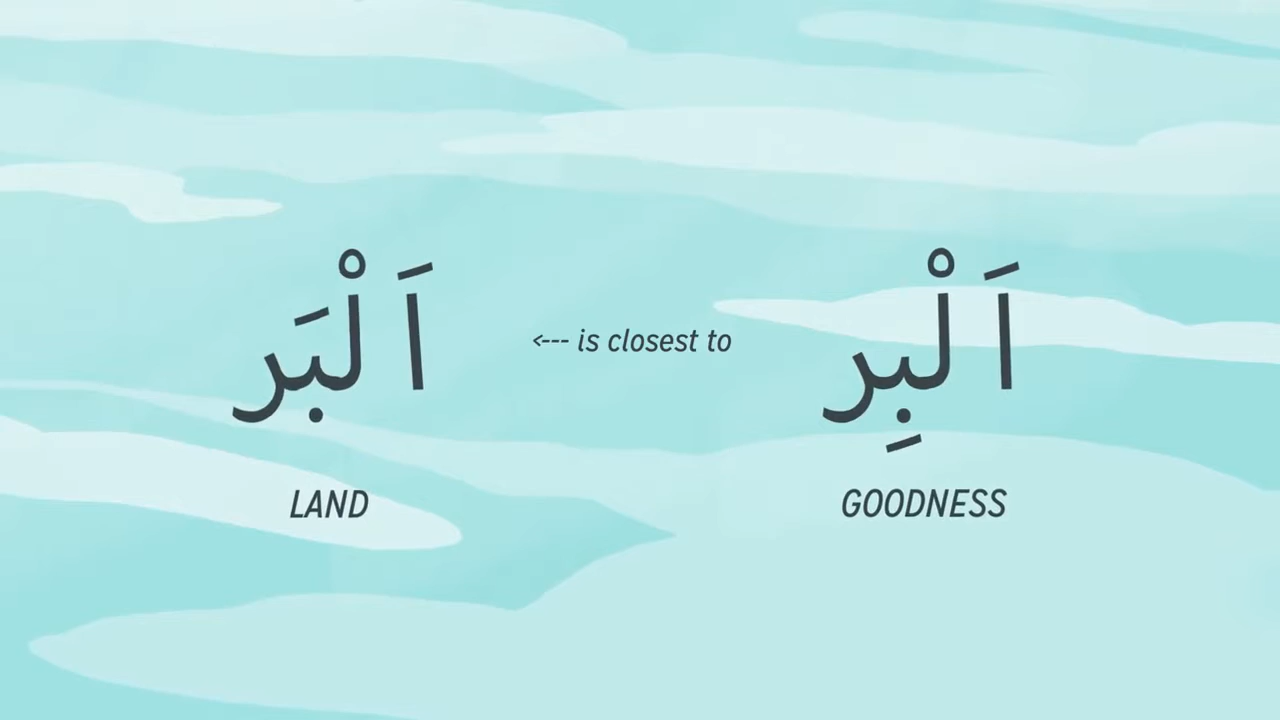 اَلْبَر
<--- is closest to
اَلْبِر
LAND
GOODNESS